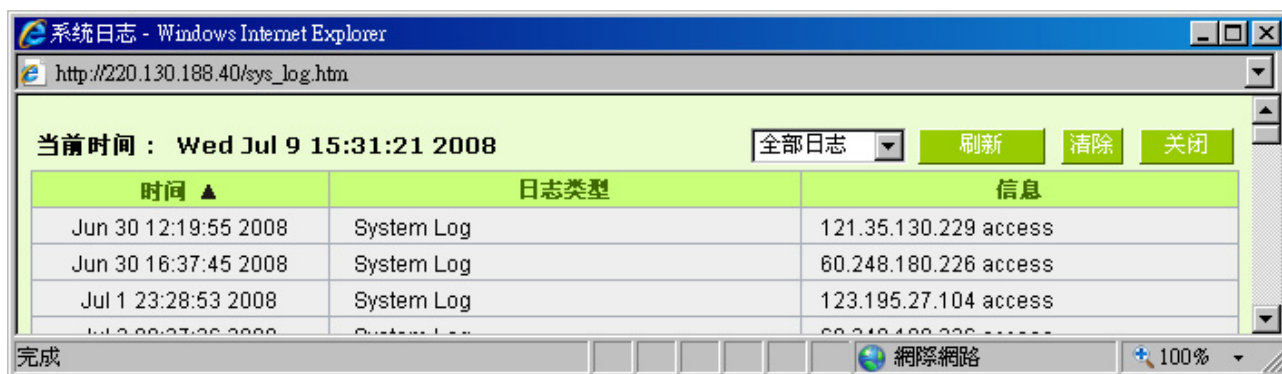 系统日志 - Windows Internet Explorer
http://220.130.188.40/sys_log.htm
当前时间： Wed Jul 9 15:31:21 2008 全部日志 刷新 清除 关闭
时间 ▲ 日志类型 信息
Jun 30 12:19:55 2008 System Log 121.35.130.229 access
Jun 30 16:37:45 2008 System Log 60.248.180.226 access
Jul 1 23:28:53 2008 System Log 123.195.27.104 access
完成 網際網路 100%